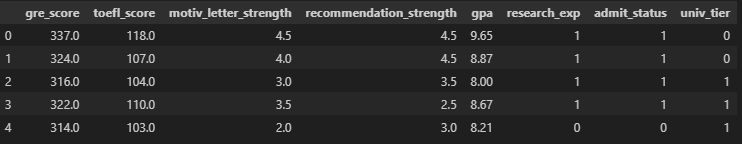 gre_score toefl_score motiv_letter_strength recommendation_strength gpa research_exp admit_status univ_tier
0 337.0 118.0 4.5 4.5 9.65 1 1 0
1 324.0 107.0 4.0 4.5 8.87 1 1 0
2 316.0 104.0 3.0 3.5 8.00 1 1 1
3 322.0 110.0 3.5 2.5 8.67 1 1 1
4 314.0 103.0 2.0 3.0 8.21 0 0 1